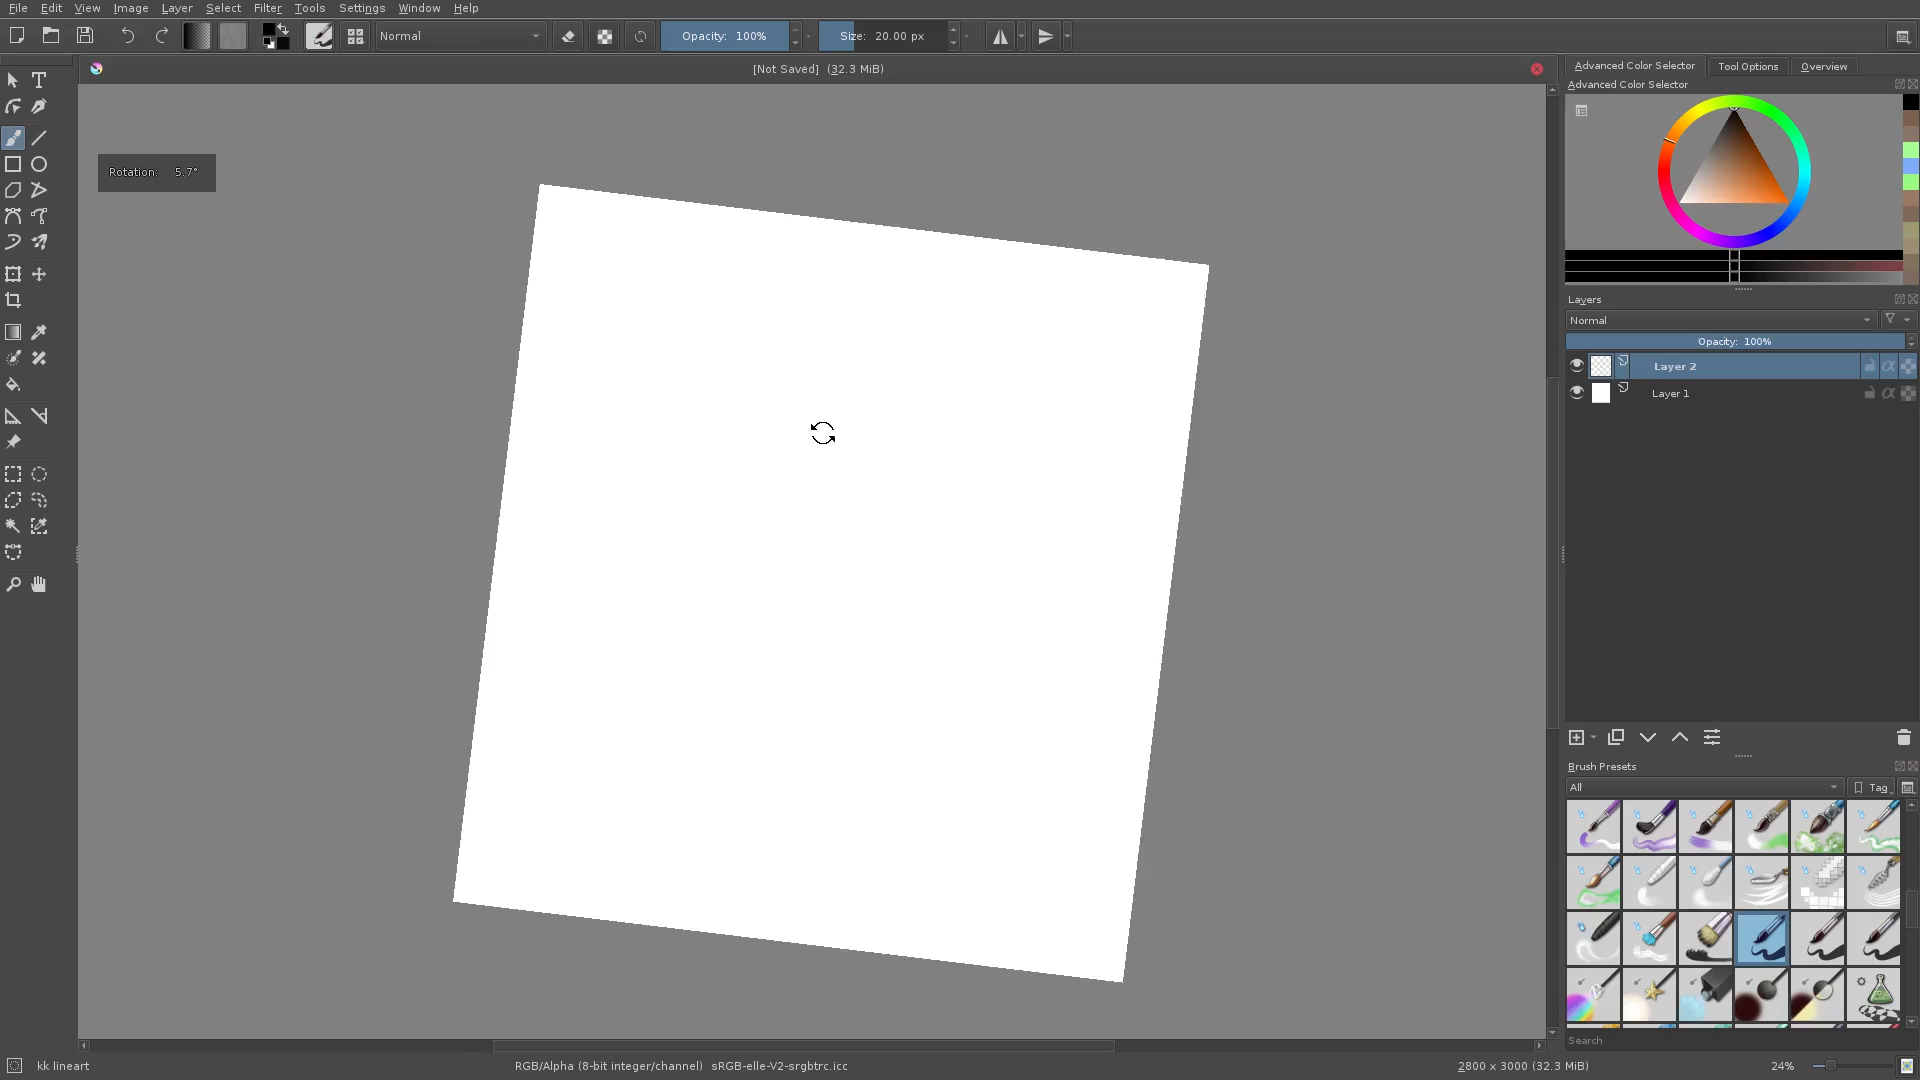 File Edit View Image Layer Select Filter Tools Settings Window Help
Normal Opacity: 100% Size: 20.00 px
[Not Saved] (32.3 MiB)
Advanced Color Selector Tool Options Overview
Advanced Color Selector
Rotation: 5.7°
Layers
Normal
Opacity: 100%
Layer 2
Layer 1
Brush Presets
All Tag
Search
kk lineart RGB/Alpha (8-bit integer/channel) sRGB-elle-V2-srgbtrc.icc 2800 x 3000 (32.3 MiB) 24%